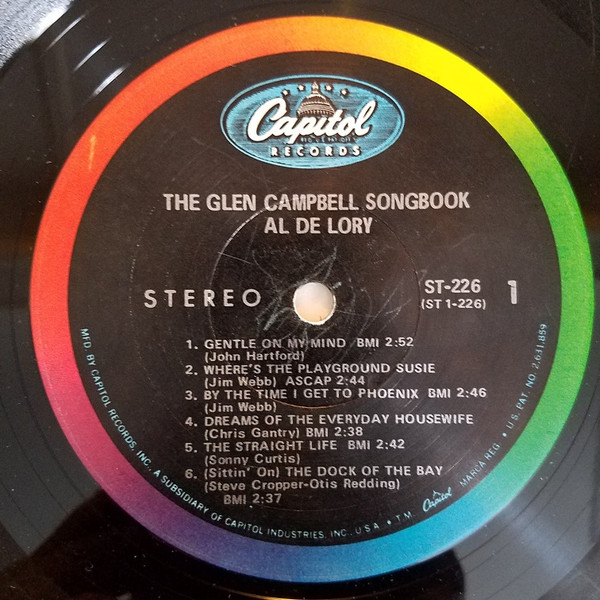 Capitol
RECORDS
THE GLEN CAMPBELL SONGBOOK
AL DE LORY
STEREO
ST-226
(ST 1-226)
1
1. GENTLE ON MY MIND BMI 2:52
(John Hartford)
2. WHERE'S THE PLAYGROUND SUSIE
(Jim Webb) ASCAP 2:44
3. BY THE TIME I GET TO PHOENIX BMI 2:46
(Jim Webb)
4. DREAMS OF THE EVERYDAY HOUSEWIFE
(Chris Gantry) BMI 2:38
5. THE STRAIGHT LIFE BMI 2:42
(Sonny Curtis)
6. (Sittin' On) THE DOCK OF THE BAY
(Steve Cropper-Otis Redding)
BMI 2:37
MFD. BY CAPITOL RECORDS, INC., A SUBSIDIARY OF CAPITOL INDUSTRIES, INC., U.S.A. • T.M. Capitol MARCA REG. • U.S. PAT. NO. 2,631,859